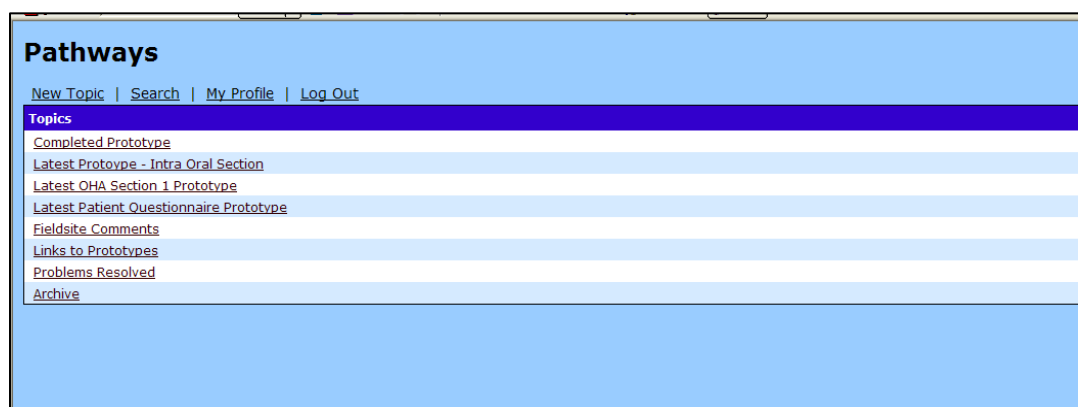 Pathways
New Topic | Search | My Profile | Log Out
Topics
Completed Prototype
Latest Protoype - Intra Oral Section
Latest OHA Section 1 Prototype
Latest Patient Questionnaire Prototype
Fieldsite Comments
Links to Prototypes
Problems Resolved
Archive